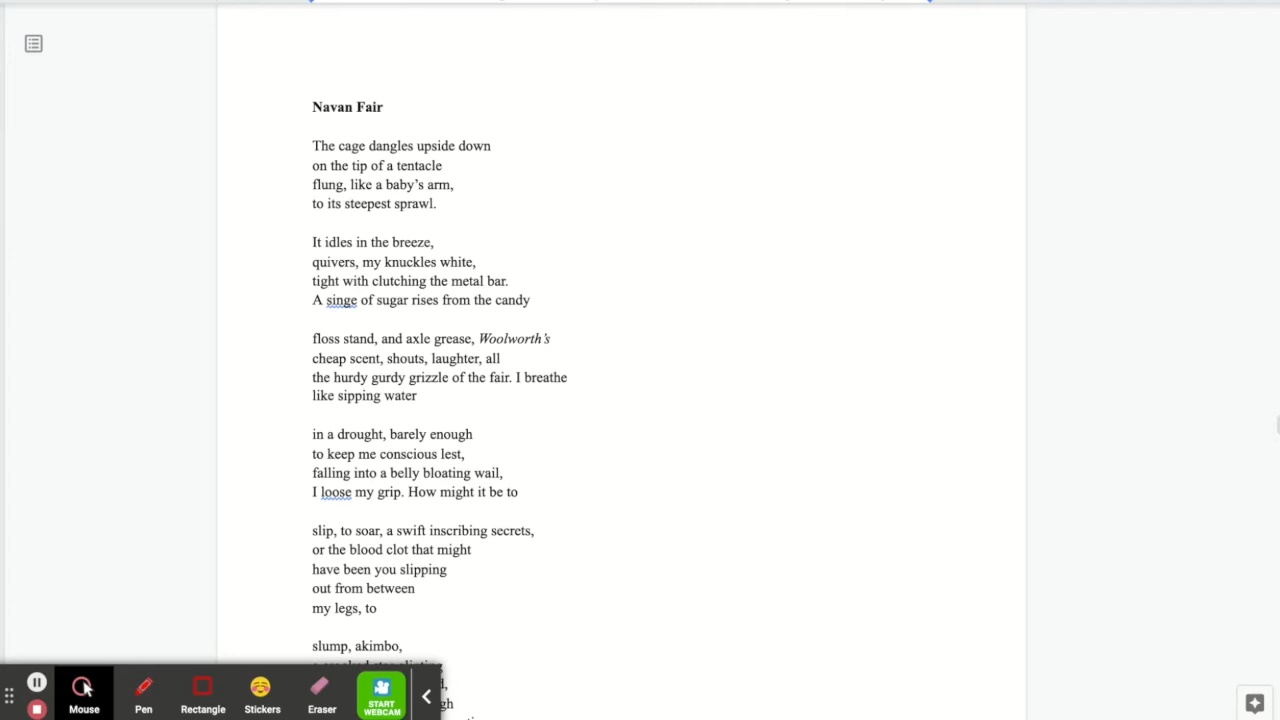 Navan Fair
The cage dangles upside down
on the tip of a tentacle
flung, like a baby's arm,
to its steepest sprawl.
It idles in the breeze,
quivers, my knuckles white,
tight with clutching the metal bar.
A singe of sugar rises from the candy
floss stand, and axle grease, Woolworth's
cheap scent, shouts, laughter, all
the hurdy gurdy grizzle of the fair. I breathe
like sipping water
in a drought, barely enough
to keep me conscious lest,
falling into a belly bloating wail,
I loose my grip. How might it be to
slip, to soar, a swift inscribing secrets,
or the blood clot that might
have been you slipping
out from between
my legs, to
slump, akimbo,
Mouse
Pen
Rectangle
Stickers
Eraser
START
WEBCAM